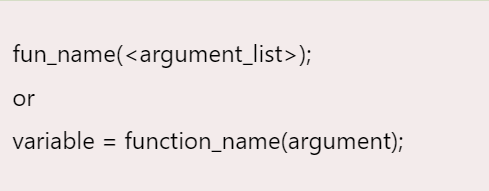 fun_name(<argument_list>);
or
variable = function_name(argument);